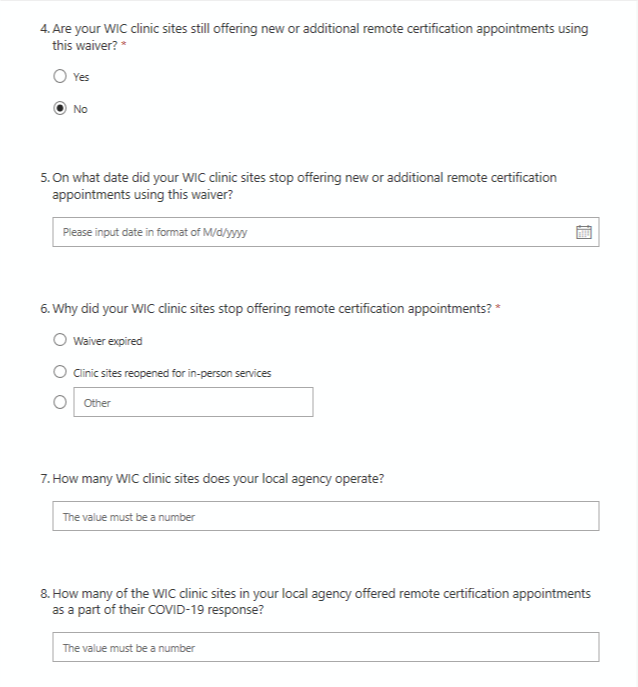 4. Are your WIC clinic sites still offering new or additional remote certification appointments using
this waiver? *
Yes
No
5. On what date did your WIC clinic sites stop offering new or additional remote certification
appointments using this waiver?
Please input date in format of M/d/yyyy
6. Why did your WIC clinic sites stop offering remote certification appointments? *
Waiver expired
Clinic sites reopened for in-person services
Other
7. How many WIC clinic sites does your local agency operate?
The value must be a number
8. How many of the WIC clinic sites in your local agency offered remote certification appointments
as a part of their COVID-19 response?
The value must be a number